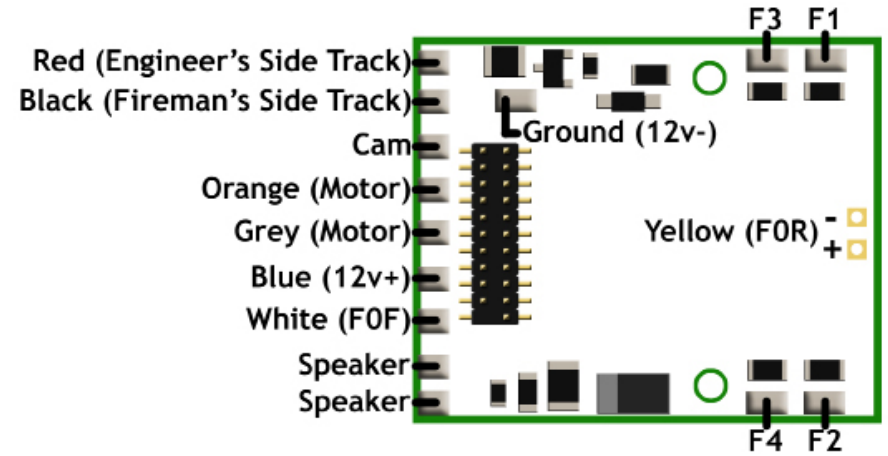 F3 F1
Red (Engineer's Side Track)
Black (Fireman's Side Track)
Ground (12v-)
Cam
Orange (Motor)
Grey (Motor)
Yellow (F0R) - +
Blue (12v+)
White (F0F)
Speaker
Speaker
F4 F2